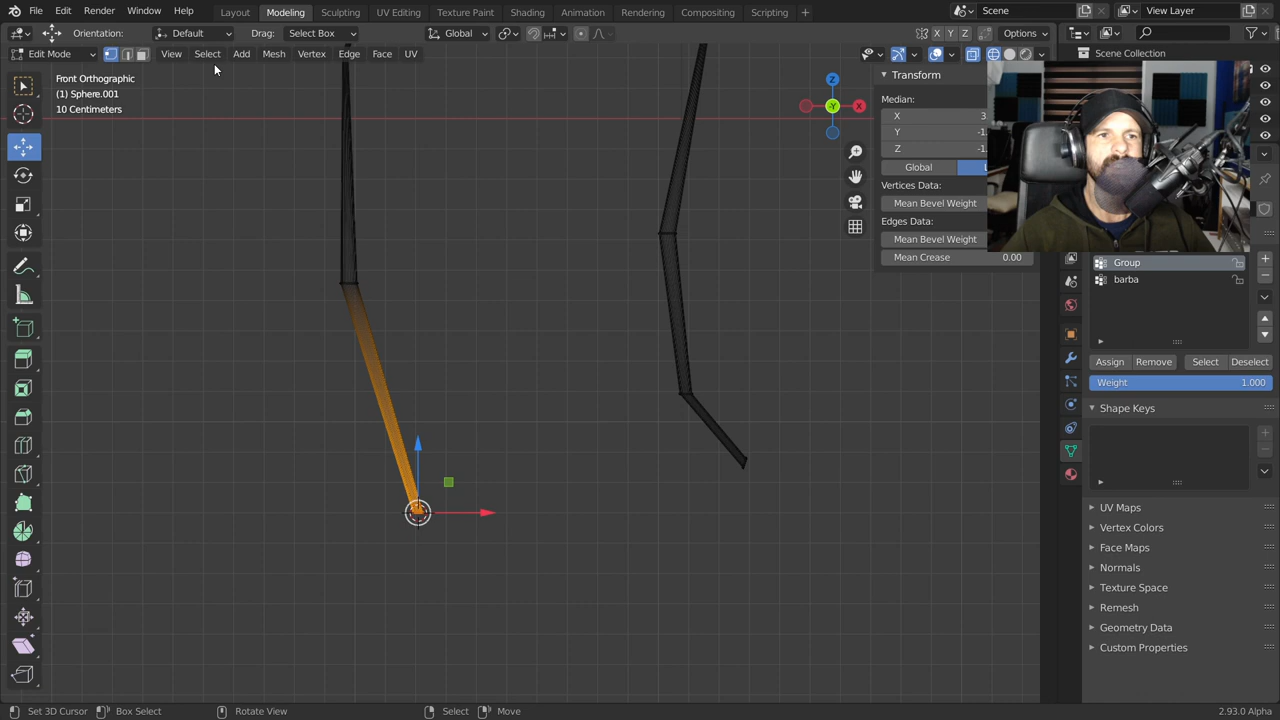 File Edit Render Window Help Layout Modeling Sculpting UV Editing Texture Paint Shading Animation Rendering Compositing Scripting + Scene View Layer
Orientation: Default Drag: Select Box Global X Y Z Options
Edit Mode View Select Add Mesh Vertex Edge Face UV Scene Collection
Front Orthographic
(1) Sphere.001
10 Centimeters
Z
X
-Y
Transform
Median:
X 3
Y -1.
Z -1.
Global L
Vertices Data:
Mean Bevel Weight
Edges Data:
Mean Bevel Weight
Mean Crease 0.00
Group
barba
Assign Remove Select Deselect
Weight 1.000
Shape Keys
UV Maps
Vertex Colors
Face Maps
Normals
Texture Space
Remesh
Geometry Data
Custom Properties
Set 3D Cursor Box Select Rotate View Select Move 2.93.0 Alpha